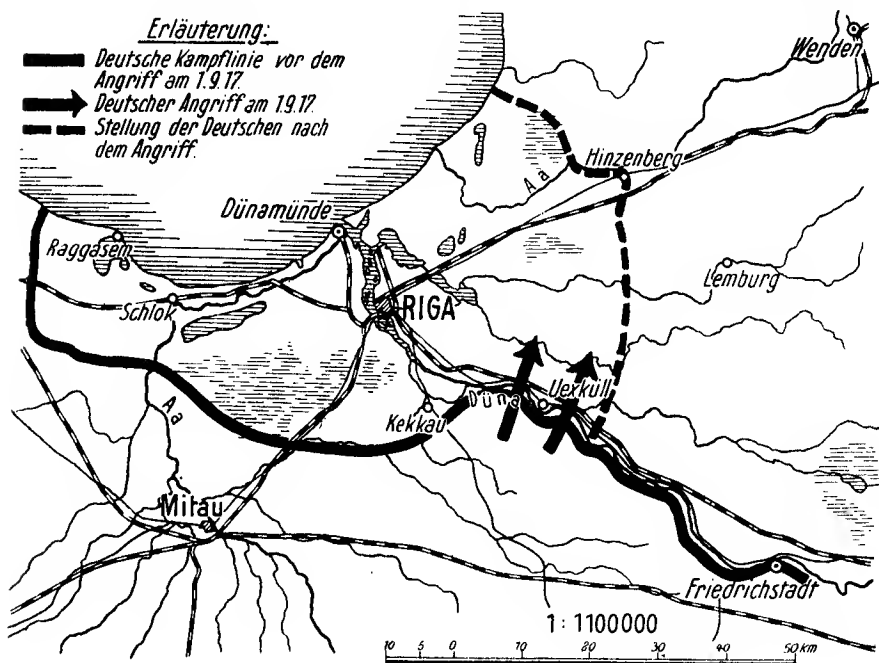 Erläuterung:
Deutsche Kampflinie vor dem
Angriff am 1.9.17.
Deutscher Angriff am 1.9.17.
Stellung der Deutschen nach
dem Angriff.
Wenden
Hinzenberg
Aa
Dünamünde
Raggasem
Lemburg
Schlok
RIGA
Uexküll
Düna
Kekkau
Aa
Mitau
Friedrichstadt
1:1100000
10 5 0 10 20 30 40 50 km